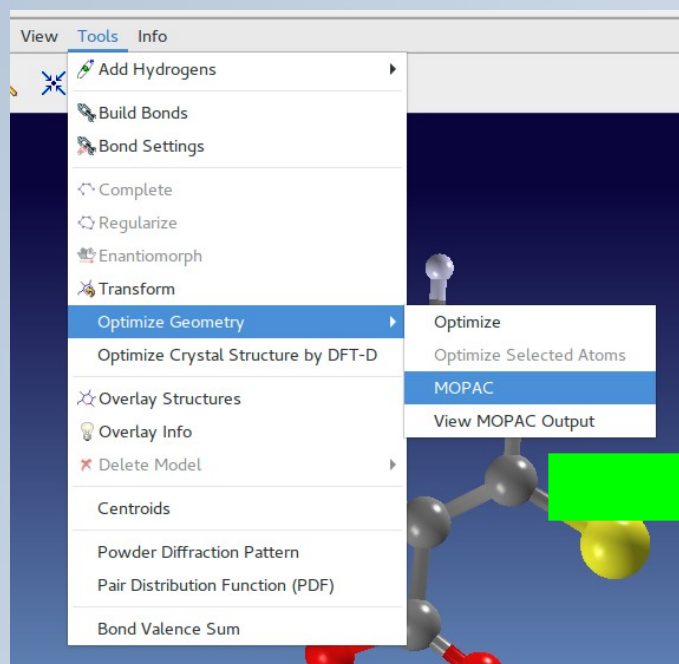 View Tools Info
Add Hydrogens
Build Bonds
Bond Settings
Complete
Regularize
Enantiomorph
Transform
Optimize Geometry
Optimize Crystal Structure by DFT-D
Overlay Structures
Overlay Info
Delete Model
Centroids
Powder Diffraction Pattern
Pair Distribution Function (PDF)
Bond Valence Sum
Optimize
Optimize Selected Atoms
MOPAC
View MOPAC Output